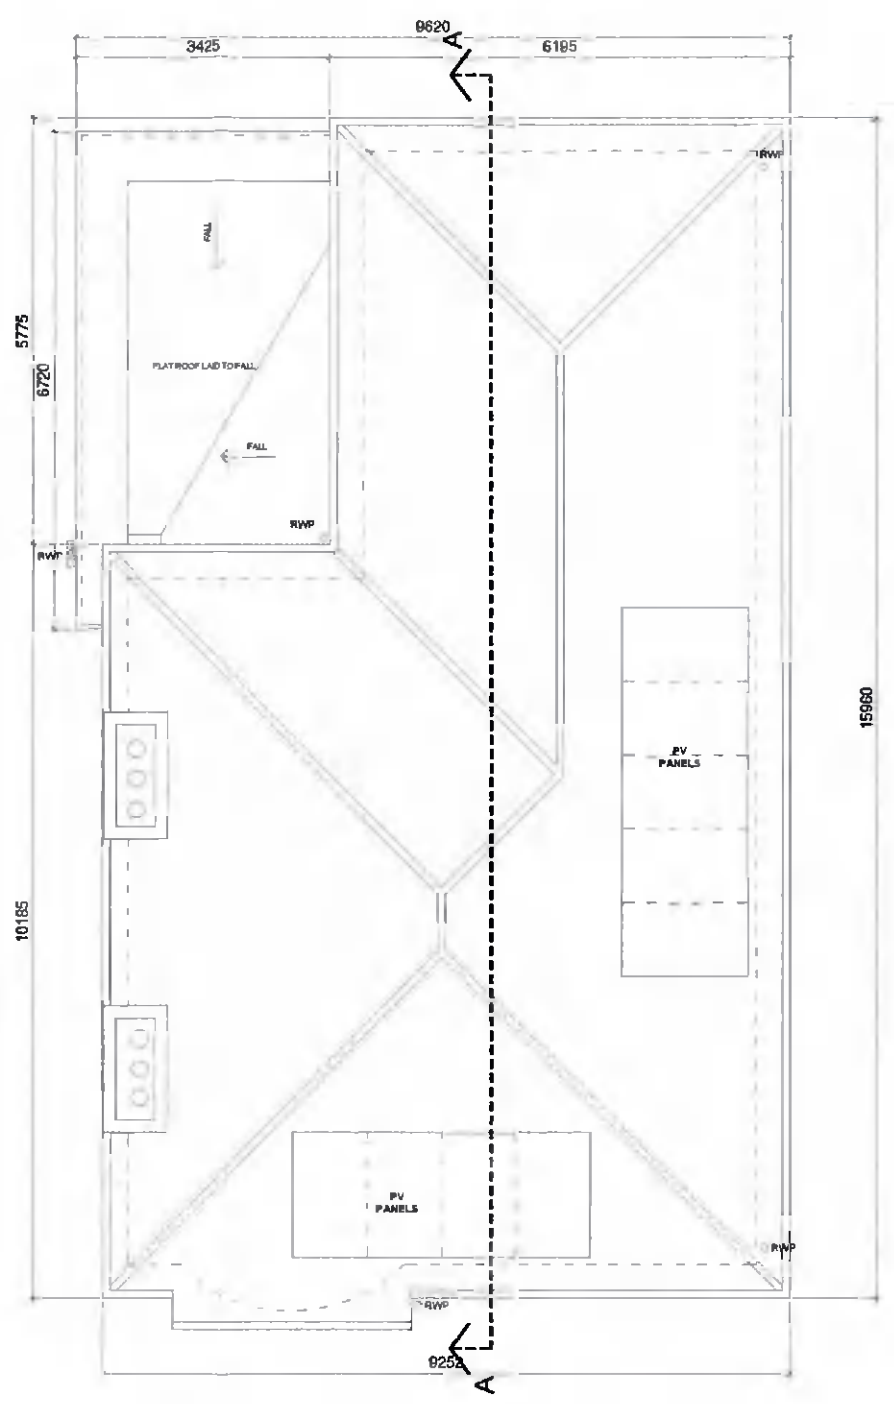 9620
A
3425
6195
RWP
FALL
5775
FLAT ROOF LAID TO FALL
6720
FALL
RWP
RWP
15960
PV
PANELS
10185
PV
PANELS
RWP
RWP
9252
A